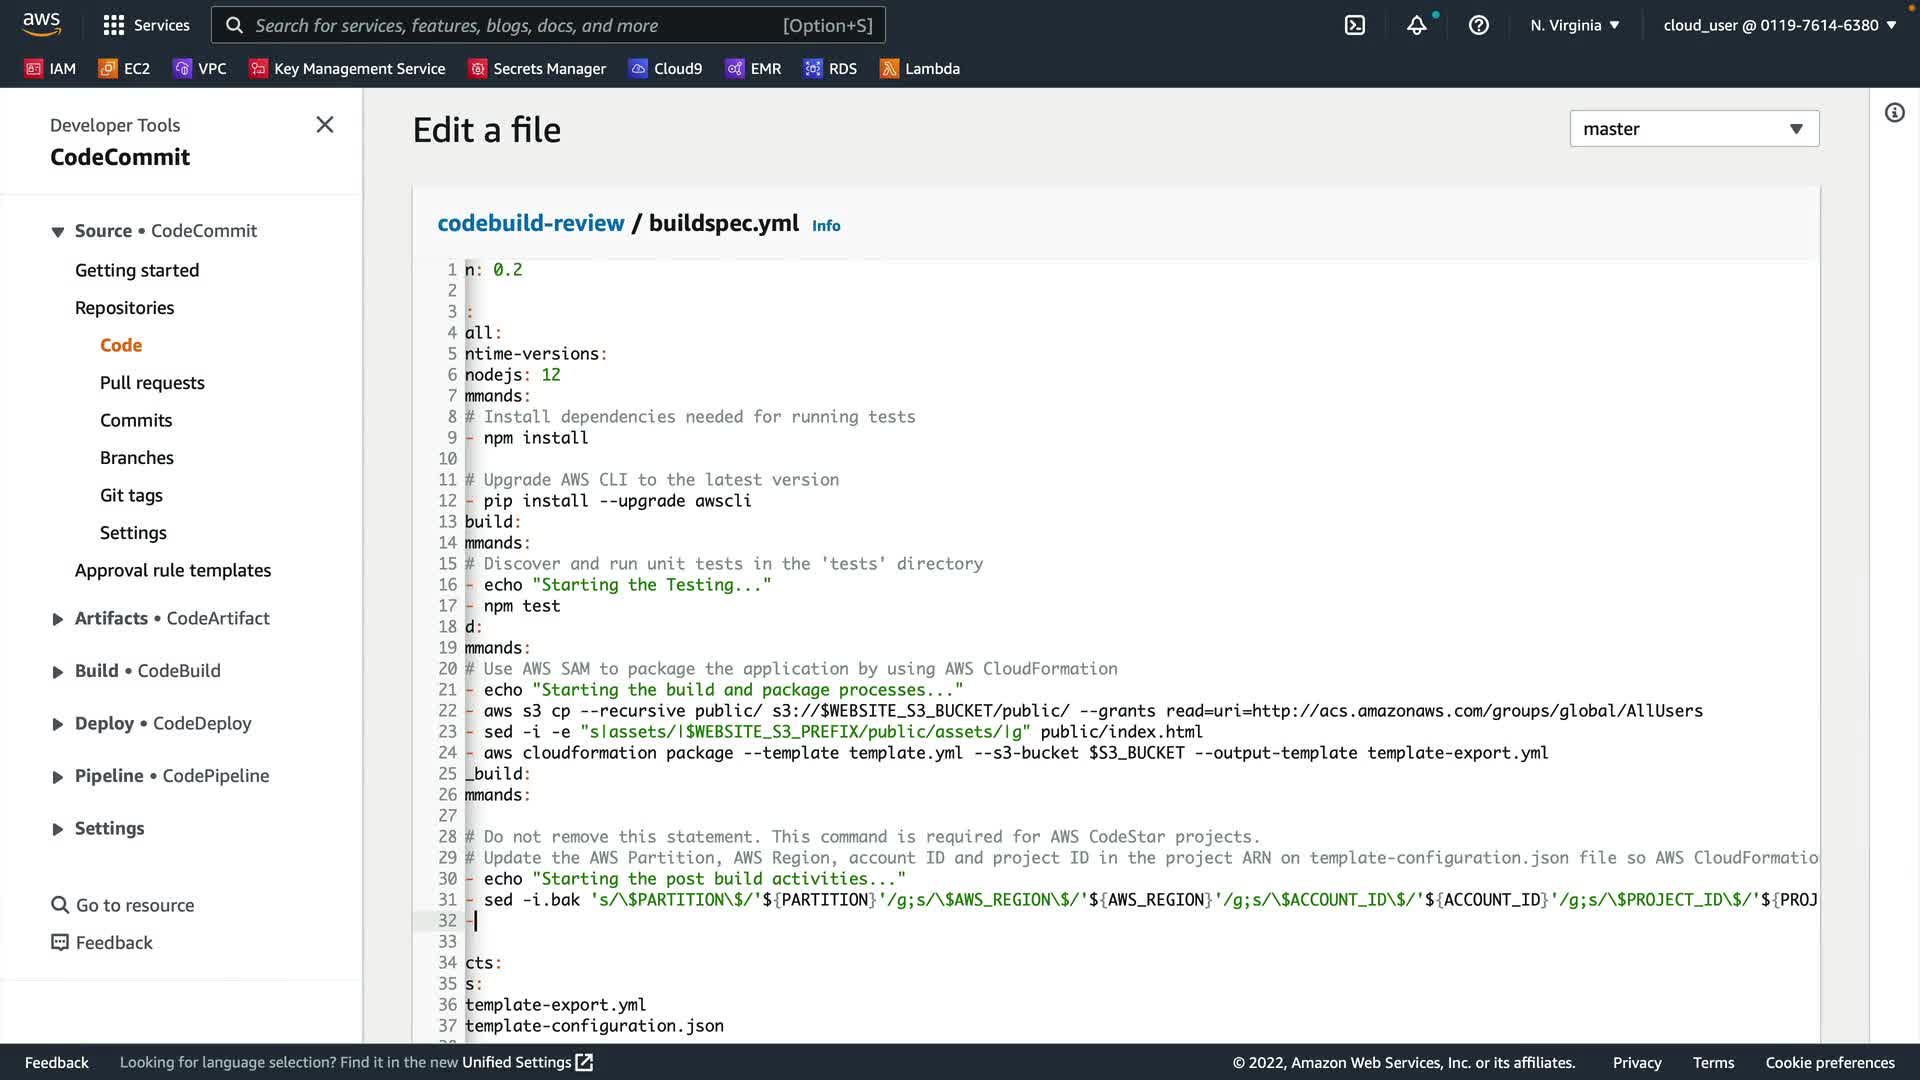 aws
Services
Search for services, features, blogs, docs, and more
[Option+S]
N. Virginia
cloud_user @ 0119-7614-6380
IAM
EC2
VPC
Key Management Service
Secrets Manager
Cloud9
EMR
RDS
Lambda
Developer Tools
CodeCommit
Source • CodeCommit
Getting started
Repositories
Code
Pull requests
Commits
Branches
Git tags
Settings
Approval rule templates
Artifacts • CodeArtifact
Build • CodeBuild
Deploy • CodeDeploy
Pipeline • CodePipeline
Settings
Go to resource
Feedback
Edit a file
master
codebuild-review / buildspec.yml Info
1 n: 0.2
2
3 :
4 all:
5 ntime-versions:
6 nodejs: 12
7 mmands:
8 # Install dependencies needed for running tests
9 - npm install
10
11 # Upgrade AWS CLI to the latest version
12 - pip install --upgrade awscli
13 build:
14 mmands:
15 # Discover and run unit tests in the 'tests' directory
16 - echo "Starting the Testing..."
17 - npm test
18 d:
19 mmands:
20 # Use AWS SAM to package the application by using AWS CloudFormation
21 - echo "Starting the build and package processes..."
22 - aws s3 cp --recursive public/ s3://$WEBSITE_S3_BUCKET/public/ --grants read=uri=http://acs.amazonaws.com/groups/global/AllUsers
23 - sed -i -e "s|assets/|$WEBSITE_S3_PREFIX/public/assets/|g" public/index.html
24 - aws cloudformation package --template template.yml --s3-bucket $S3_BUCKET --output-template template-export.yml
25 _build:
26 mmands:
27
28 # Do not remove this statement. This command is required for AWS CodeStar projects.
29 # Update the AWS Partition, AWS Region, account ID and project ID in the project ARN on template-configuration.json file so AWS CloudFormatio
30 - echo "Starting the post build activities..."
31 - sed -i.bak 's/\$PARTITION\$/'${PARTITION}'/g;s/\$AWS_REGION\$/'${AWS_REGION}'/g;s/\$ACCOUNT_ID\$/'${ACCOUNT_ID}'/g;s/\$PROJECT_ID\$/'${PROJ
32 -
33
34 cts:
35 s:
36 template-export.yml
37 template-configuration.json
Feedback
Looking for language selection? Find it in the new Unified Settings
© 2022, Amazon Web Services, Inc. or its affiliates.
Privacy
Terms
Cookie preferences